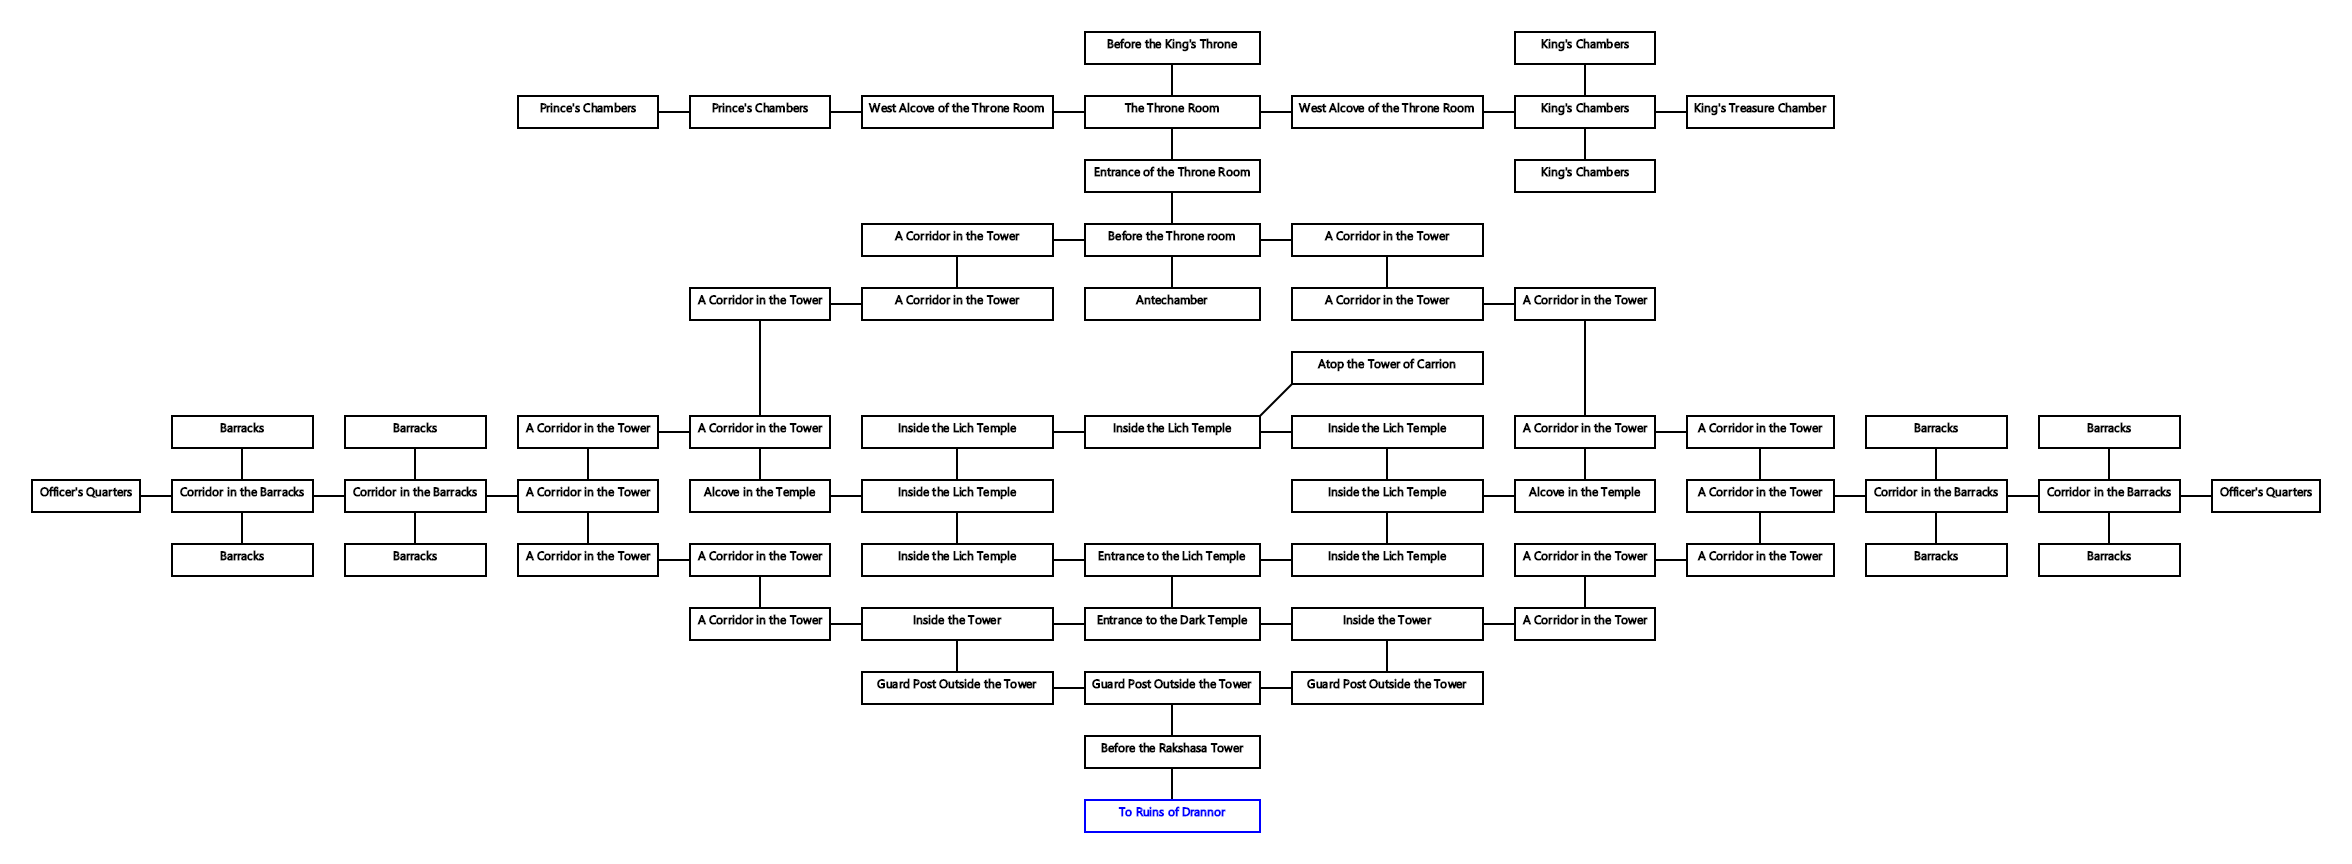 Before the King's Throne
King's Chambers
Prince's Chambers
Prince's Chambers
West Alcove of the Throne Room
The Throne Room
West Alcove of the Throne Room
King's Chambers
King's Treasure Chamber
Entrance of the Throne Room
King's Chambers
A Corridor in the Tower
Before the Throne room
A Corridor in the Tower
A Corridor in the Tower
A Corridor in the Tower
Antechamber
A Corridor in the Tower
A Corridor in the Tower
Atop the Tower of Carrion
Barracks
Barracks
A Corridor in the Tower
A Corridor in the Tower
Inside the Lich Temple
Inside the Lich Temple
Inside the Lich Temple
A Corridor in the Tower
A Corridor in the Tower
Barracks
Barracks
Officer's Quarters
Corridor in the Barracks
Corridor in the Barracks
A Corridor in the Tower
Alcove in the Temple
Inside the Lich Temple
Inside the Lich Temple
Alcove in the Temple
A Corridor in the Tower
Corridor in the Barracks
Corridor in the Barracks
Officer's Quarters
Barracks
Barracks
A Corridor in the Tower
A Corridor in the Tower
Inside the Lich Temple
Entrance to the Lich Temple
Inside the Lich Temple
A Corridor in the Tower
A Corridor in the Tower
Barracks
Barracks
A Corridor in the Tower
Inside the Tower
Entrance to the Dark Temple
Inside the Tower
A Corridor in the Tower
Guard Post Outside the Tower
Guard Post Outside the Tower
Guard Post Outside the Tower
Before the Rakshasa Tower
To Ruins of Drannor